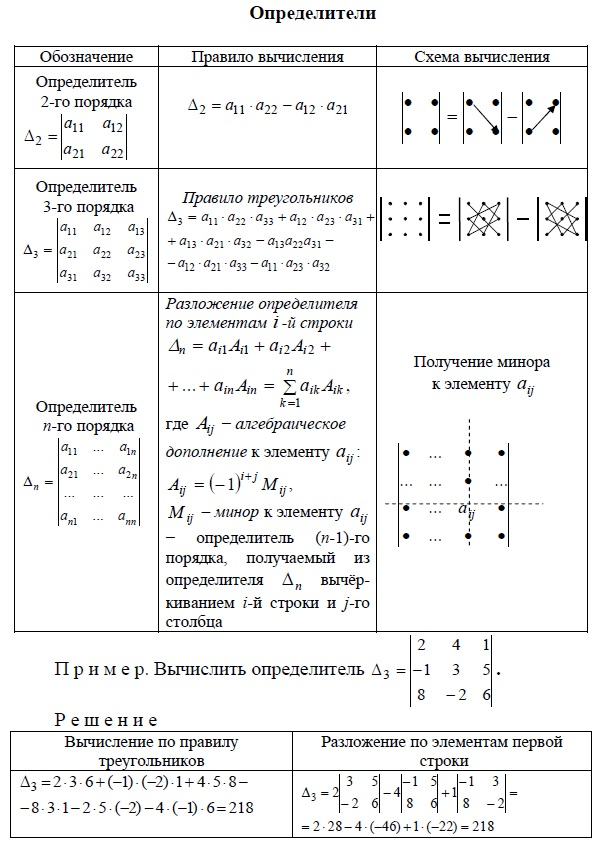 Определители
Обозначение Правило вычисления Схема вычисления
Определитель
2-го порядка
Δ₂ = |a₁₁ a₁₂|
|a₂₁ a₂₂|
Δ₂ = a₁₁ · a₂₂ − a₁₂ · a₂₁
= −
Определитель
3-го порядка
Δ₃ = |a₁₁ a₁₂ a₁₃|
|a₂₁ a₂₂ a₂₃|
|a₃₁ a₃₂ a₃₃|
Правило треугольников
Δ₃ = a₁₁ · a₂₂ · a₃₃ + a₁₂ · a₂₃ · a₃₁ +
+ a₁₃ · a₂₁ · a₃₂ − a₁₃a₂₂a₃₁ −
− a₁₂ · a₂₁ · a₃₃ − a₁₁ · a₂₃ · a₃₂
= −
Определитель
n-го порядка
Δₙ = |a₁₁ ... a₁ₙ|
|a₂₁ ... a₂ₙ|
|... ... ...|
|aₙ₁ ... aₙₙ|
Разложение определителя
по элементам i -й строки
Δₙ = aᵢ₁Aᵢ₁ + aᵢ₂Aᵢ₂ +
+ ... + aᵢₙAᵢₙ = ∑ₖ₌₁ⁿ aᵢₖAᵢₖ,
где Aᵢⱼ – алгебраическое
дополнение к элементу aᵢⱼ:
Aᵢⱼ = (−1)ⁱ⁺ʲ Mᵢⱼ,
Mᵢⱼ – минор к элементу aᵢⱼ
– определитель (n-1)-го
порядка, получаемый из
определителя Δₙ вычёр-
киванием i-й строки и j-го
столбца
Получение минора
к элементу aᵢⱼ
• ... • •
... ... • ...
• ... aᵢⱼ •
• ... • •
П р и м е р. Вычислить определитель Δ₃ = |2 4 1|
|−1 3 5|.
|8 −2 6|
Р е ш е н и е
Вычисление по правилу
треугольников
Разложение по элементам первой
строки
Δ₃ = 2·3·6+(−1)·(−2)·1+4·5·8−
−8·3·1−2·5·(−2)−4·(−1)·6=218
Δ₃ = 2|3 5| −4|−1 5| +1|−1 3| =
|−2 6| |8 6| |8 −2|
= 2·28−4·(−46)+1·(−22) = 218